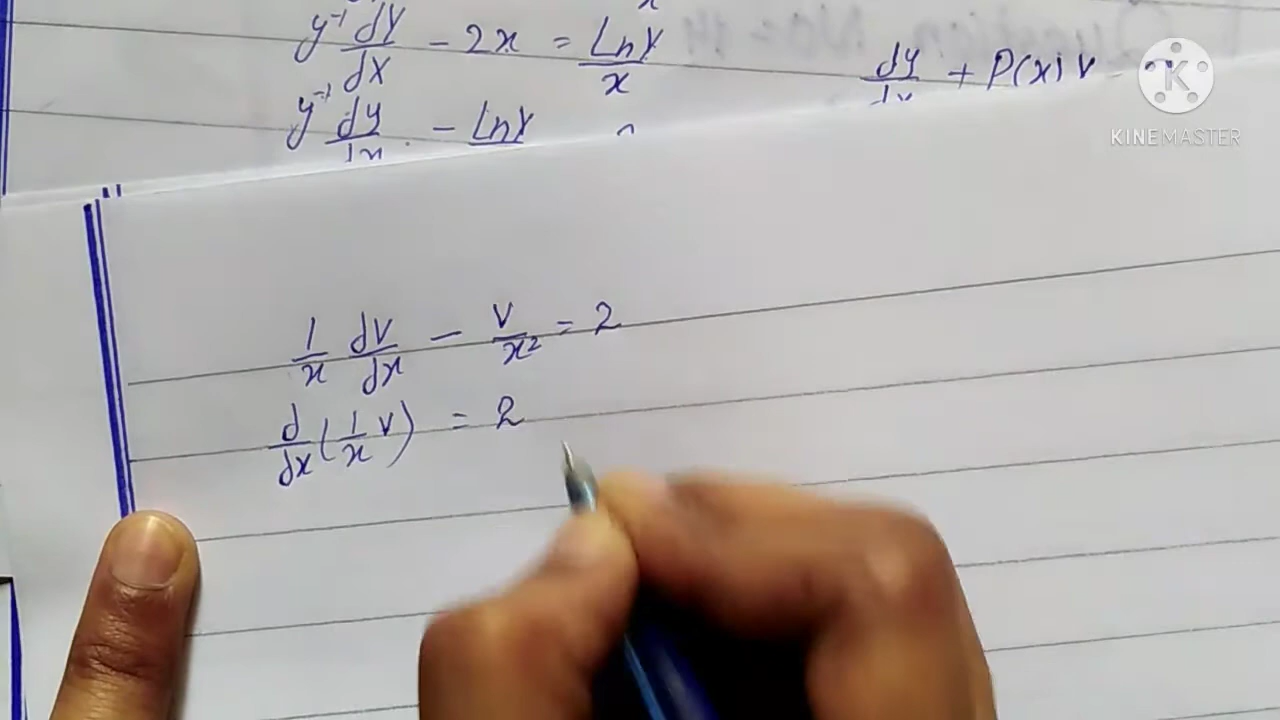 y⁻¹ dy/dx - 2x = Lny/x
dy/dx + P(x) v
y⁻¹ dy/dx - Lny
KINEMASTER
1/x dv/dx - v/x² = 2
d/dx (1/x v) = 2